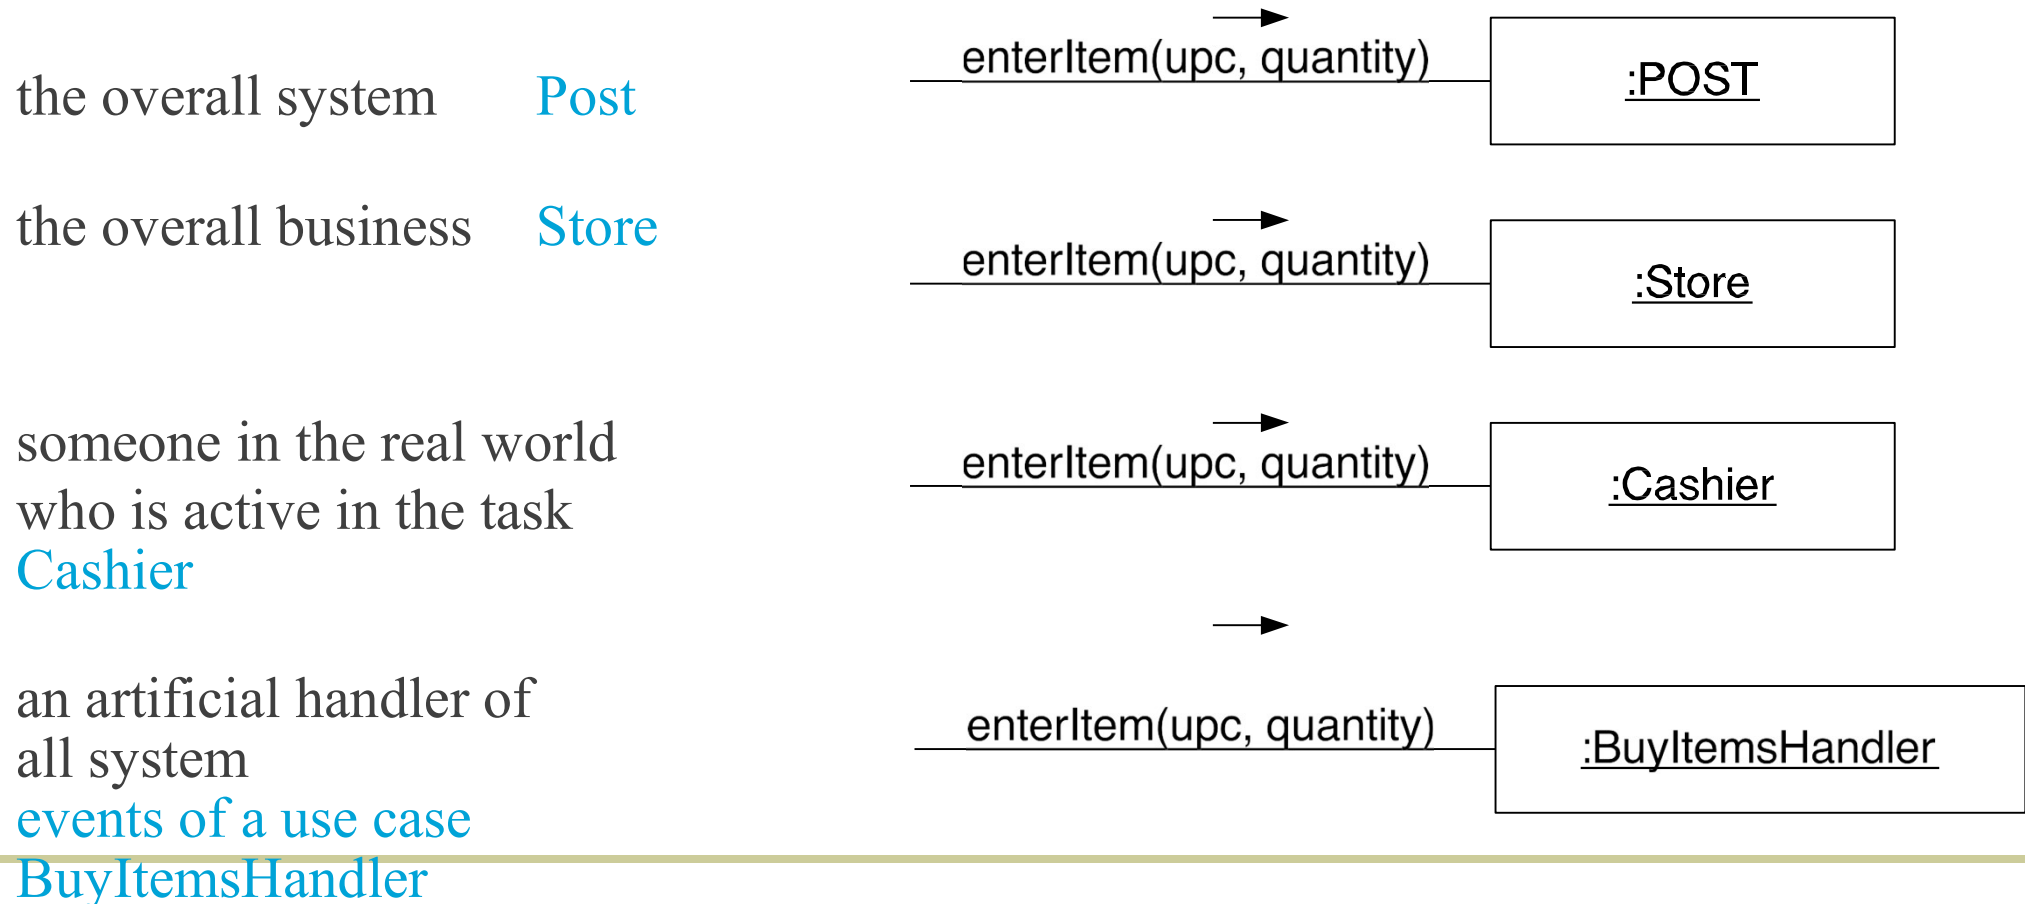 enterItem(upc, quantity)
:POST
the overall system Post
the overall business Store
enterItem(upc, quantity)
:Store
someone in the real world
who is active in the task
Cashier
enterItem(upc, quantity)
:Cashier
an artificial handler of
all system
events of a use case
BuyItemsHandler
enterItem(upc, quantity)
:BuyItemsHandler